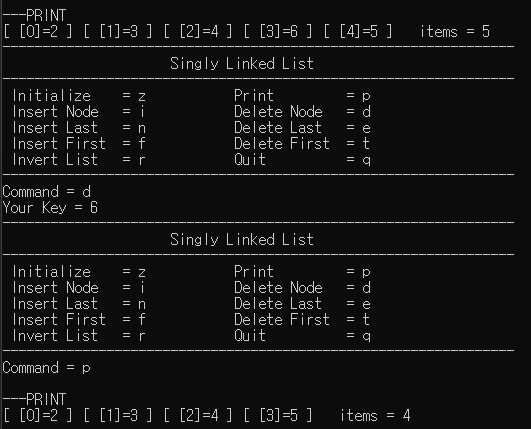 ---PRINT
[ [0]=2 ] [ [1]=3 ] [ [2]=4 ] [ [3]=6 ] [ [4]=5 ]   items = 5
----------------------------------------------------------------
                     Singly Linked List
----------------------------------------------------------------
 Initialize    = z           Print         = p
 Insert Node   = i           Delete Node   = d
 Insert Last   = n           Delete Last   = e
 Insert First  = f           Delete First  = t
 Invert List   = r           Quit          = q
----------------------------------------------------------------
Command = d
Your Key = 6
----------------------------------------------------------------
                     Singly Linked List
----------------------------------------------------------------
 Initialize    = z           Print         = p
 Insert Node   = i           Delete Node   = d
 Insert Last   = n           Delete Last   = e
 Insert First  = f           Delete First  = t
 Invert List   = r           Quit          = q
----------------------------------------------------------------
Command = p
---PRINT
[ [0]=2 ] [ [1]=3 ] [ [2]=4 ] [ [3]=5 ]   items = 4